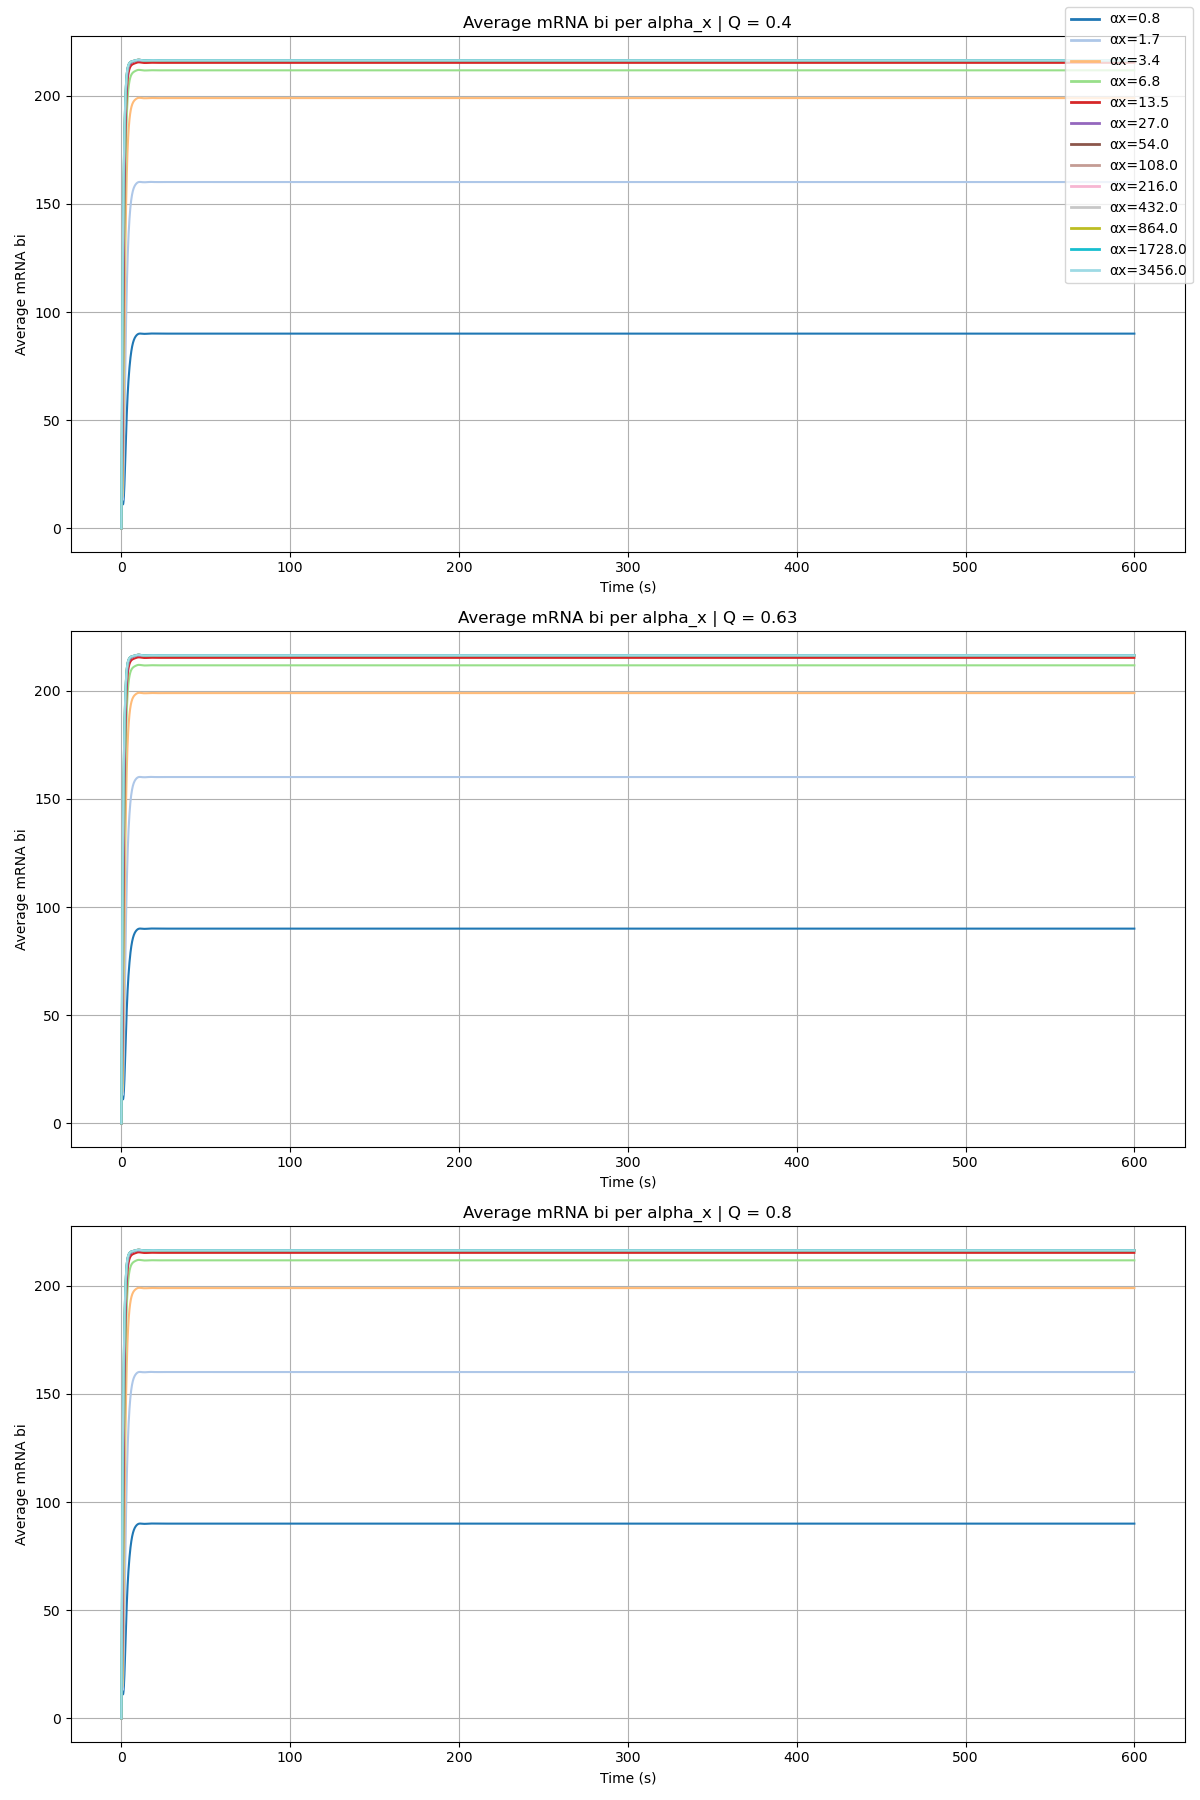 Average mRNA bi per alpha_x | Q = 0.4
αx=0.8
αx=1.7
αx=3.4
αx=6.8
αx=13.5
αx=27.0
αx=54.0
αx=108.0
αx=216.0
αx=432.0
αx=864.0
αx=1728.0
αx=3456.0
Average mRNA bi
200
150
100
50
0
0 100 200 300 400 500 600
Time (s)
Average mRNA bi per alpha_x | Q = 0.63
Average mRNA bi
200
150
100
50
0
0 100 200 300 400 500 600
Time (s)
Average mRNA bi per alpha_x | Q = 0.8
Average mRNA bi
200
150
100
50
0
0 100 200 300 400 500 600
Time (s)